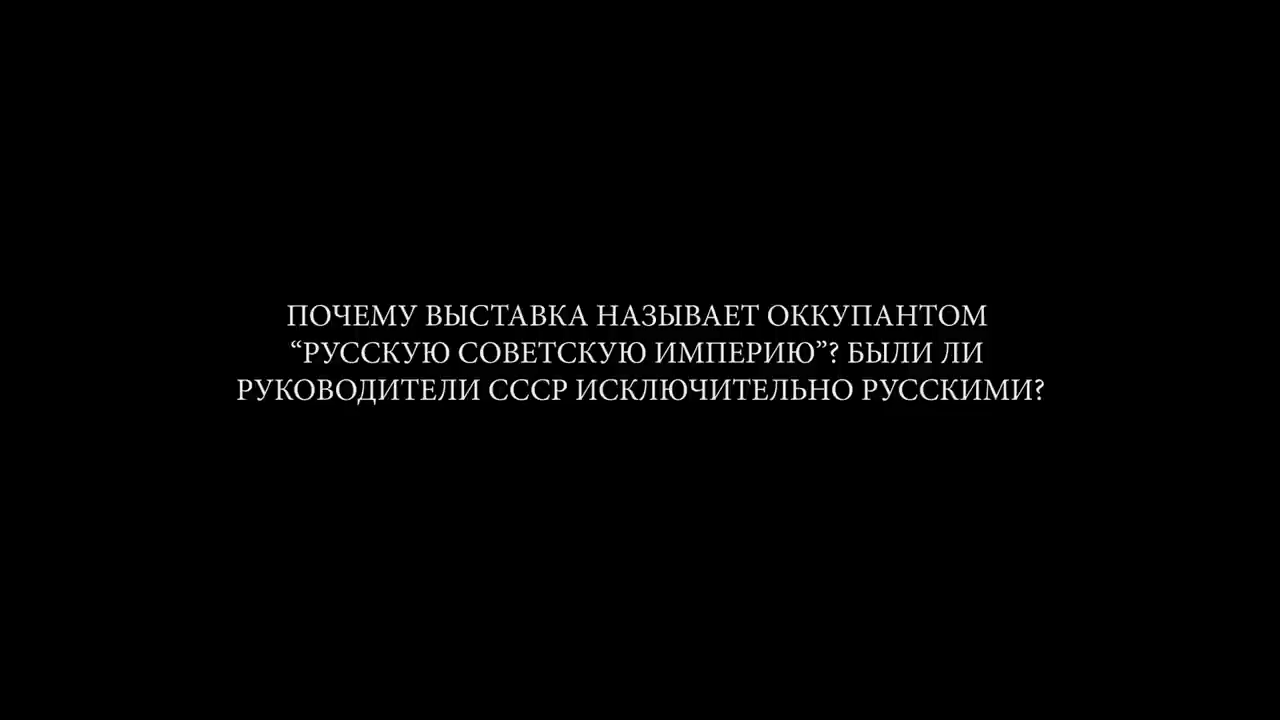 ПОЧЕМУ ВЫСТАВКА НАЗЫВАЕТ ОККУПАНТОМ
“РУССКУЮ СОВЕТСКУЮ ИМПЕРИЮ”? БЫЛИ ЛИ
РУКОВОДИТЕЛИ СССР ИСКЛЮЧИТЕЛЬНО РУССКИМИ?